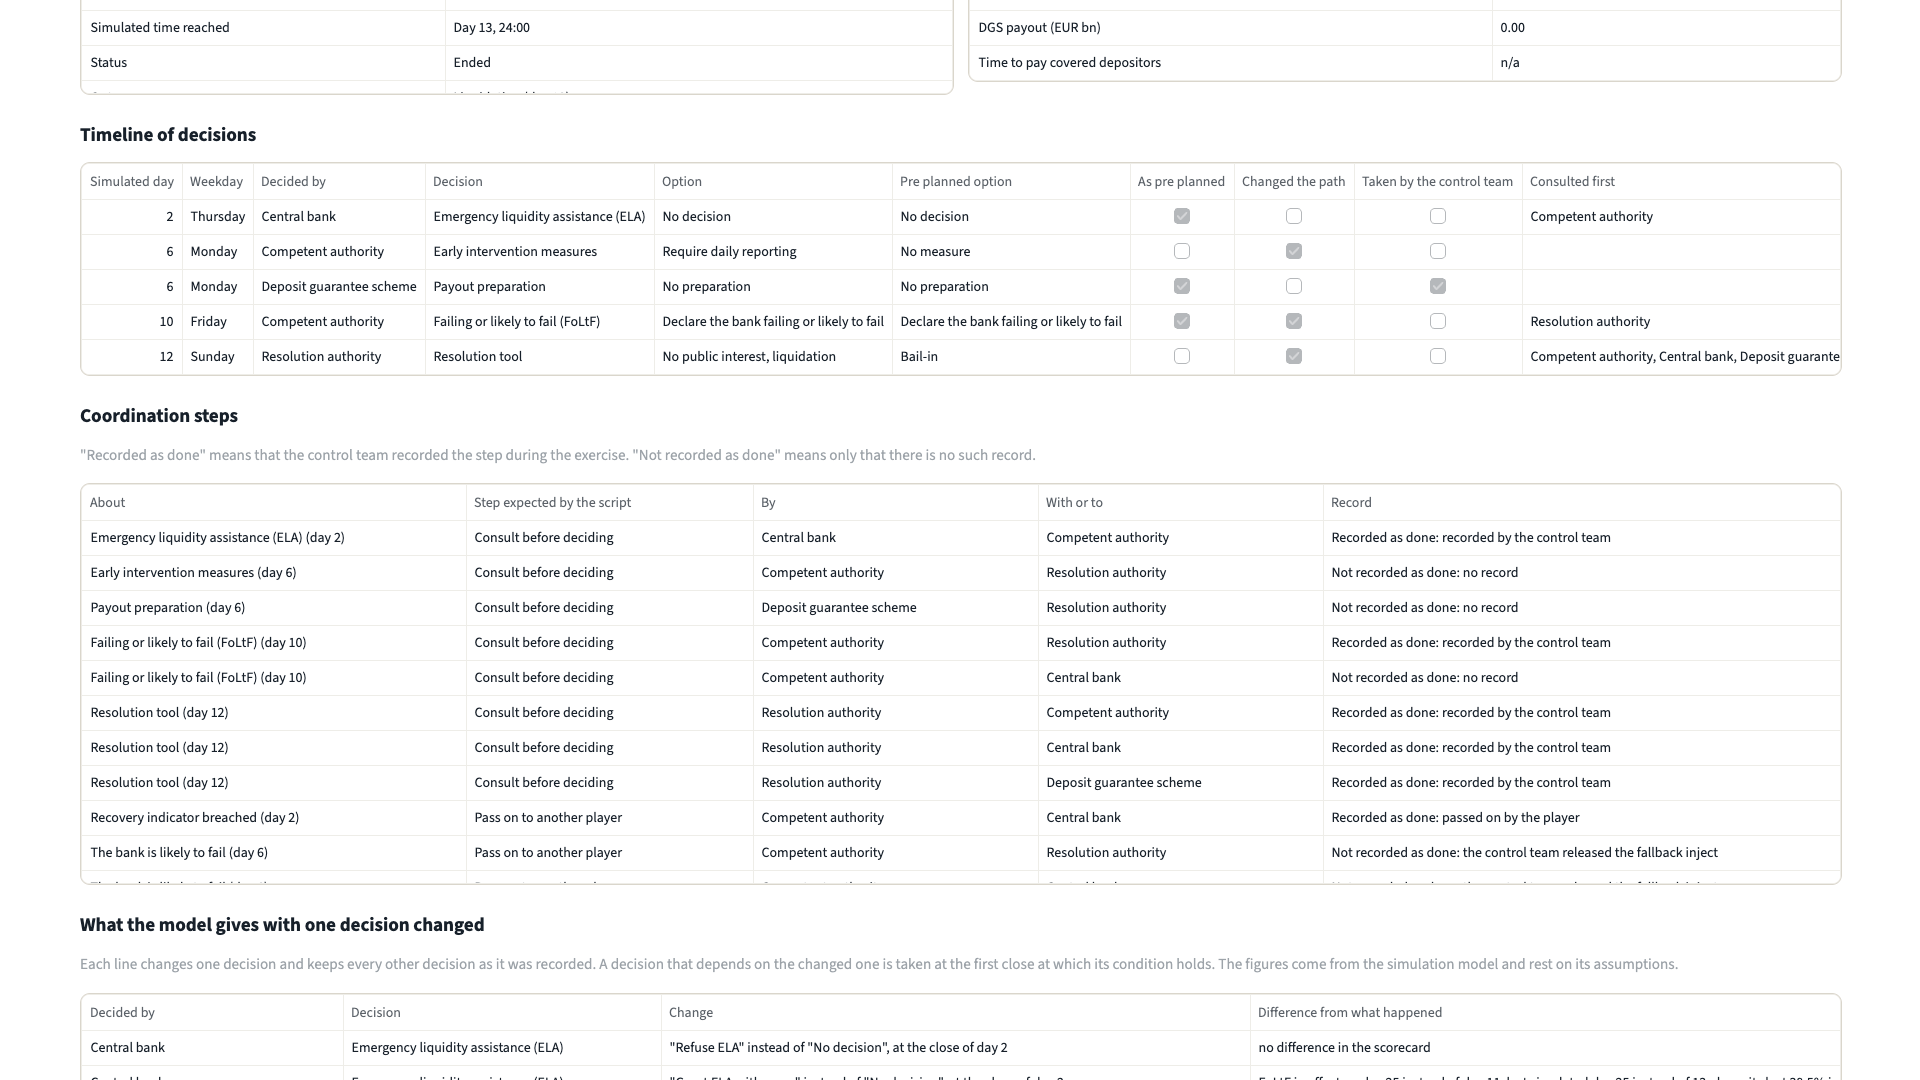 Simulated time reached Day 13, 24:00 DGS payout (EUR bn) 0.00
Status Ended Time to pay covered depositors n/a
Timeline of decisions
Simulated day Weekday Decided by Decision Option Pre planned option As pre planned Changed the path Taken by the control team Consulted first
2 Thursday Central bank Emergency liquidity assistance (ELA) No decision No decision Competent authority
6 Monday Competent authority Early intervention measures Require daily reporting No measure
6 Monday Deposit guarantee scheme Payout preparation No preparation No preparation
10 Friday Competent authority Failing or likely to fail (FoLtF) Declare the bank failing or likely to fail Declare the bank failing or likely to fail Resolution authority
12 Sunday Resolution authority Resolution tool No public interest, liquidation Bail-in Competent authority, Central bank, Deposit guarante
Coordination steps
"Recorded as done" means that the control team recorded the step during the exercise. "Not recorded as done" means only that there is no such record.
About Step expected by the script By With or to Record
Emergency liquidity assistance (ELA) (day 2) Consult before deciding Central bank Competent authority Recorded as done: recorded by the control team
Early intervention measures (day 6) Consult before deciding Competent authority Resolution authority Not recorded as done: no record
Payout preparation (day 6) Consult before deciding Deposit guarantee scheme Resolution authority Not recorded as done: no record
Failing or likely to fail (FoLtF) (day 10) Consult before deciding Competent authority Resolution authority Recorded as done: recorded by the control team
Failing or likely to fail (FoLtF) (day 10) Consult before deciding Competent authority Central bank Not recorded as done: no record
Resolution tool (day 12) Consult before deciding Resolution authority Competent authority Recorded as done: recorded by the control team
Resolution tool (day 12) Consult before deciding Resolution authority Central bank Recorded as done: recorded by the control team
Resolution tool (day 12) Consult before deciding Resolution authority Deposit guarantee scheme Recorded as done: recorded by the control team
Recovery indicator breached (day 2) Pass on to another player Competent authority Central bank Recorded as done: passed on by the player
The bank is likely to fail (day 6) Pass on to another player Competent authority Resolution authority Not recorded as done: the control team released the fallback inject
What the model gives with one decision changed
Each line changes one decision and keeps every other decision as it was recorded. A decision that depends on the changed one is taken at the first close at which its condition holds. The figures come from the simulation model and rest on its assumptions.
Decided by Decision Change Difference from what happened
Central bank Emergency liquidity assistance (ELA) "Refuse ELA" instead of "No decision", at the close of day 2 no difference in the scorecard